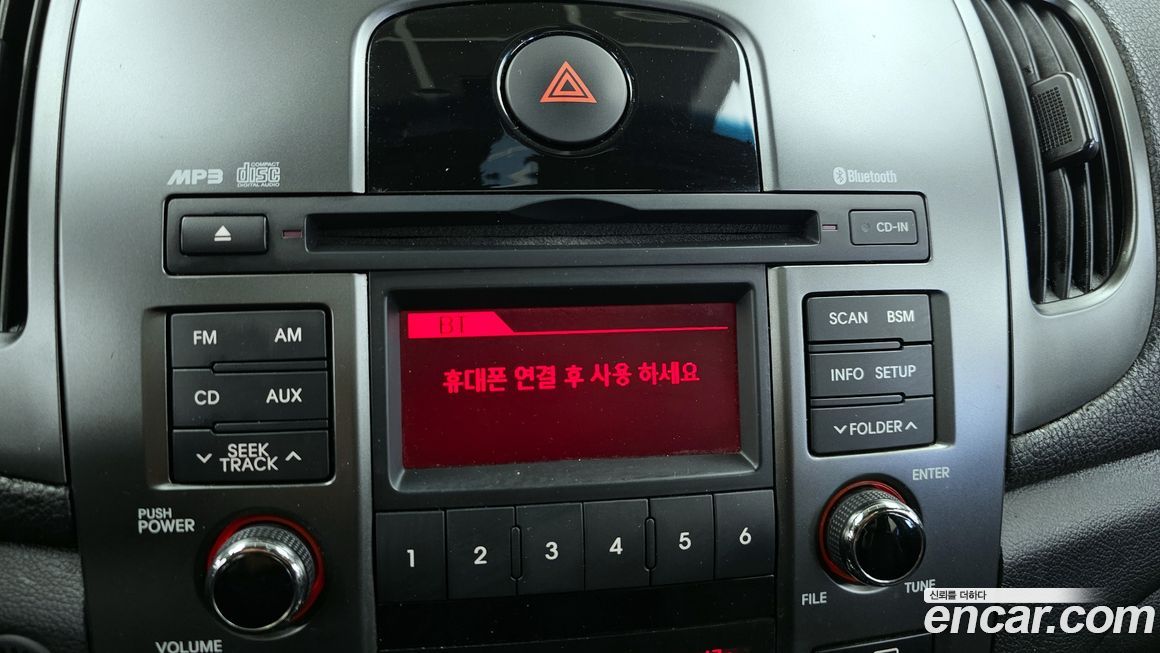 MP3
COMPACT
disc
DIGITAL AUDIO
Bluetooth
CD-IN
FM
AM
CD
AUX
SEEK
TRACK
BT
휴대폰 연결 후 사용 하세요
SCAN
BSM
INFO
SETUP
FOLDER
PUSH
POWER
VOLUME
1
2
3
4
5
6
ENTER
FILE
TUNE
신뢰를 더하다
encar.com